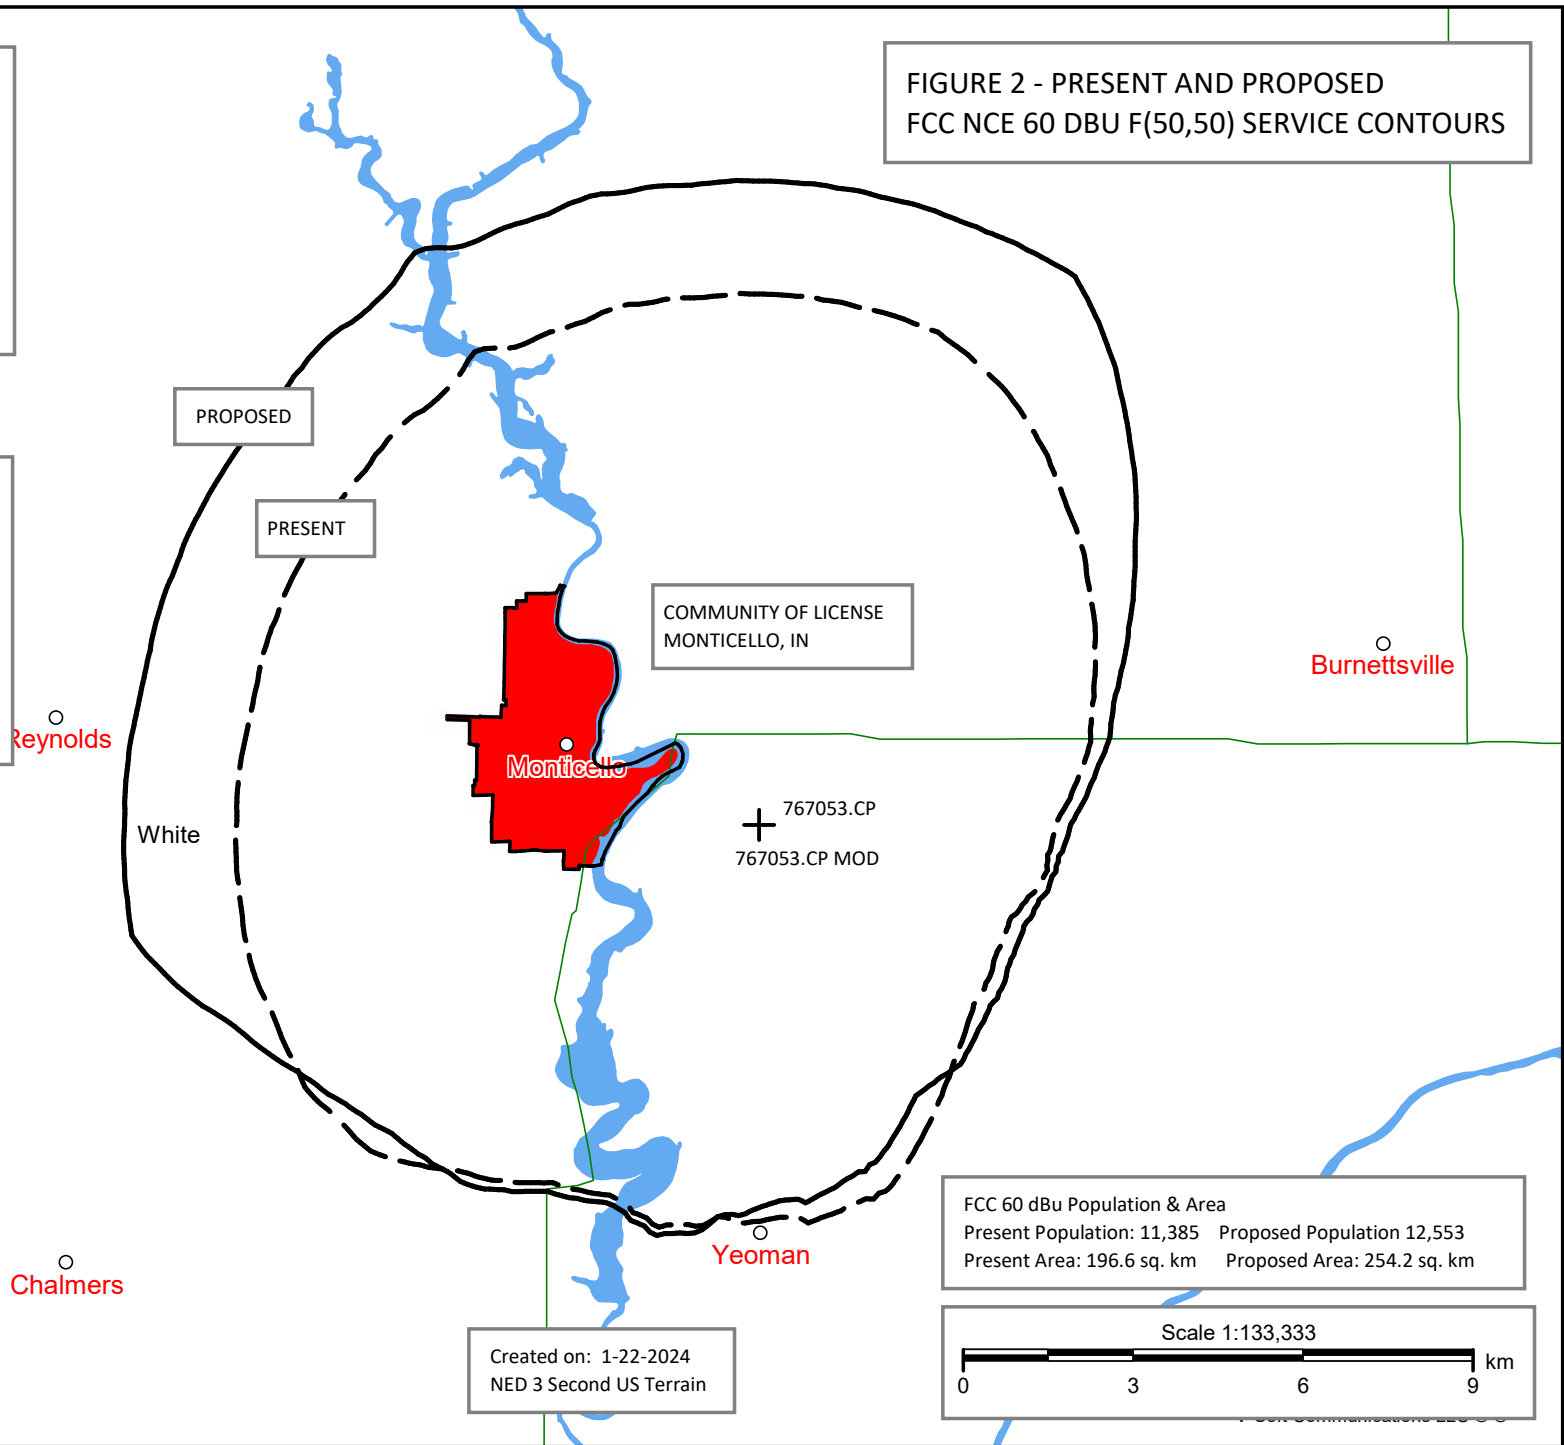 FIGURE 2 - PRESENT AND PROPOSED
FCC NCE 60 DBU F(50,50) SERVICE CONTOURS
PROPOSED
PRESENT
COMMUNITY OF LICENSE
MONTICELLO, IN
Burnettsville
Reynolds
Monticello
White
767053.CP
767053.CP MOD
Yeoman
Chalmers
FCC 60 dBu Population & Area
Present Population: 11,385 Proposed Population 12,553
Present Area: 196.6 sq. km Proposed Area: 254.2 sq. km
Scale 1:133,333
km
0 3 6 9
Created on: 1-22-2024
NED 3 Second US Terrain